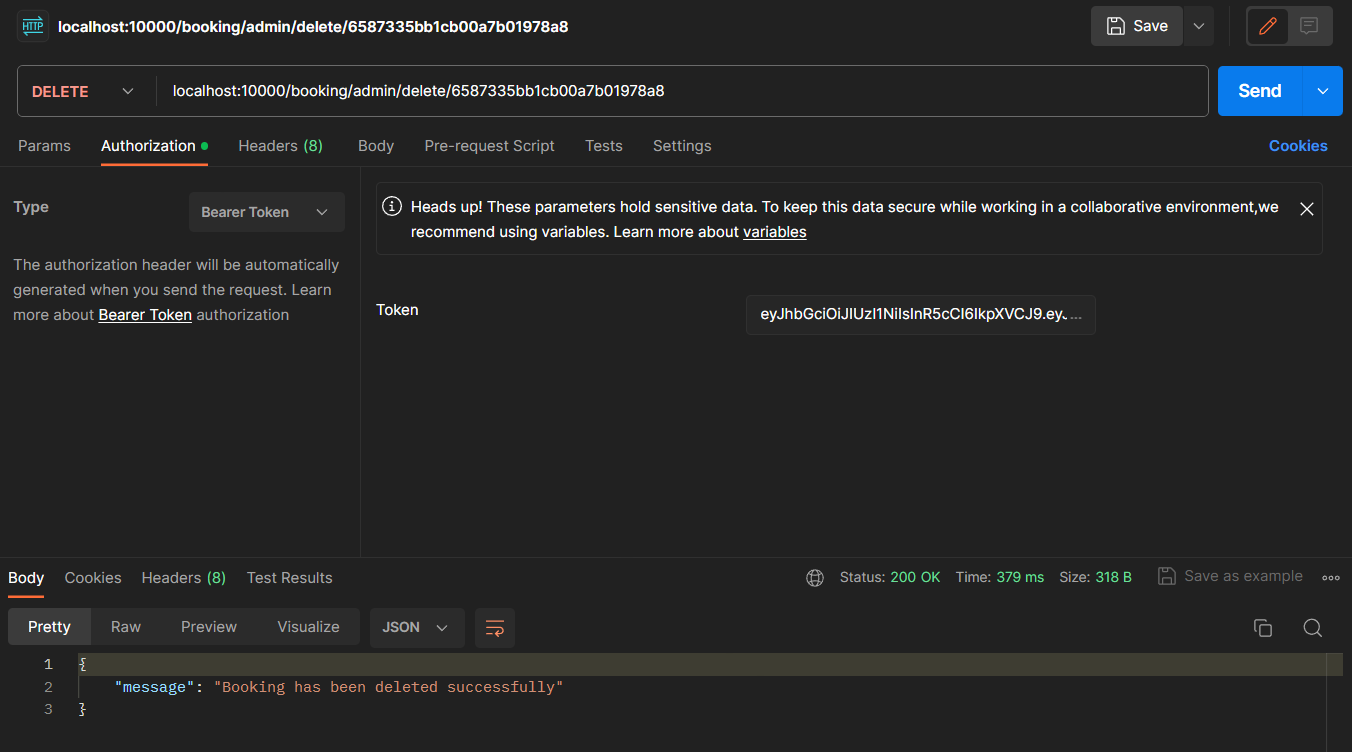 HTTP localhost:10000/booking/admin/delete/6587335bb1cb00a7b01978a8 Save
DELETE localhost:10000/booking/admin/delete/6587335bb1cb00a7b01978a8 Send
Params Authorization Headers (8) Body Pre-request Script Tests Settings Cookies
Type Bearer Token
The authorization header will be automatically
generated when you send the request. Learn
more about Bearer Token authorization
Heads up! These parameters hold sensitive data. To keep this data secure while working in a collaborative environment,we
recommend using variables. Learn more about variables
Token eyJhbGciOiJIUzI1NiIsInR5cCI6IkpXVCJ9.eyJ...
Body Cookies Headers (8) Test Results Status: 200 OK Time: 379 ms Size: 318 B Save as example
Pretty Raw Preview Visualize JSON
1 {
2 "message": "Booking has been deleted successfully"
3 }